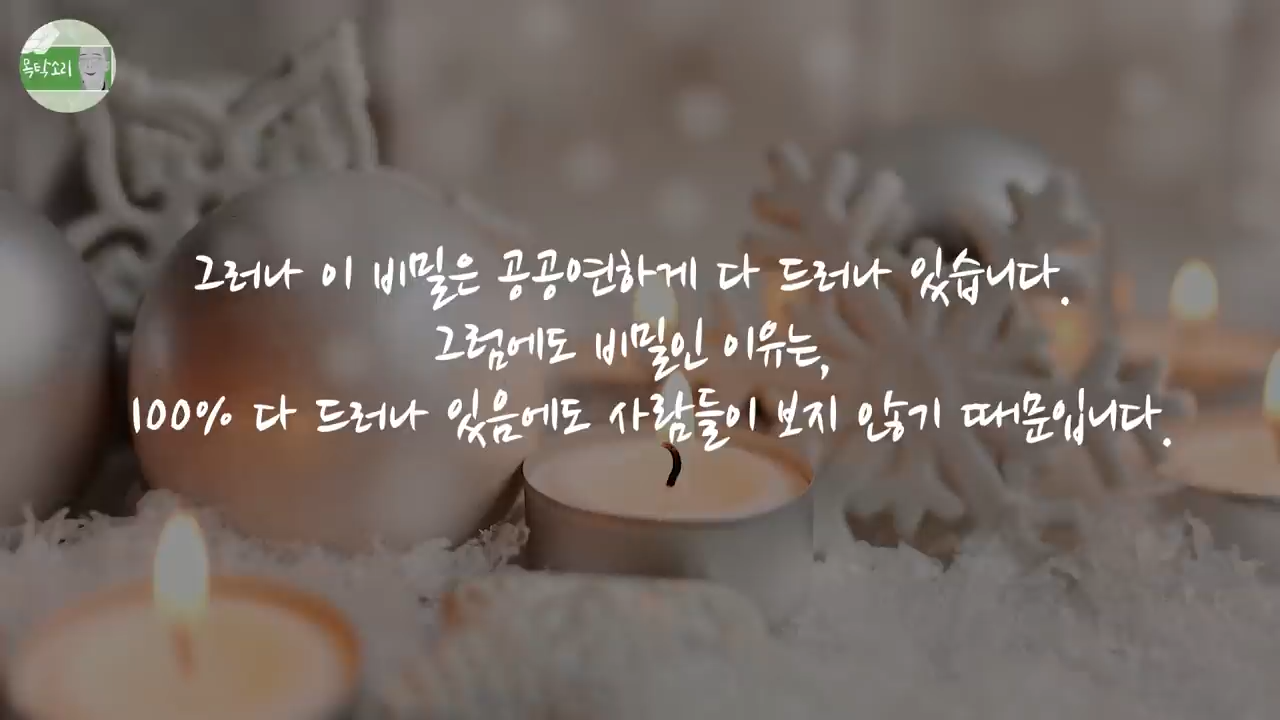 목탁소리
그러나 이 비밀은 공공연하게 다 드러나 있습니다.
그럼에도 비밀인 이유는,
100% 다 드러나 있음에도 사람들이 보지 않기 때문입니다.